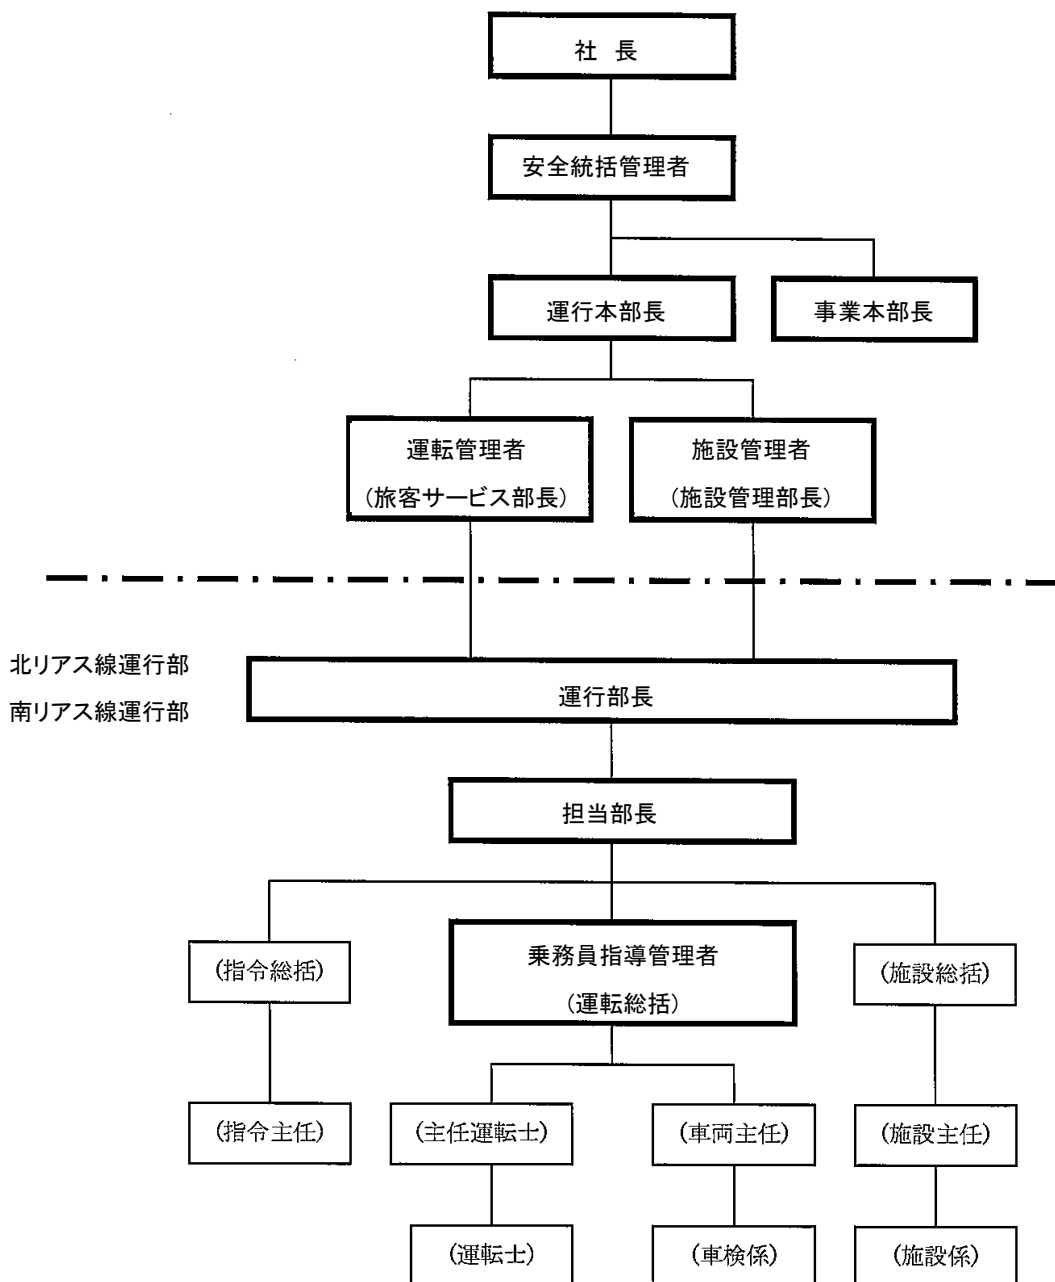 社 長
安全統括管理者
運行本部長
事業本部長
運転管理者
(旅客サービス部長)
施設管理者
(施設管理部長)
北リアス線運行部
南リアス線運行部
運行部長
担当部長
(指令総括)
乗務員指導管理者
(運転総括)
(施設総括)
(指令主任)
(主任運転士)
(車両主任)
(施設主任)
(運転士)
(車検係)
(施設係)